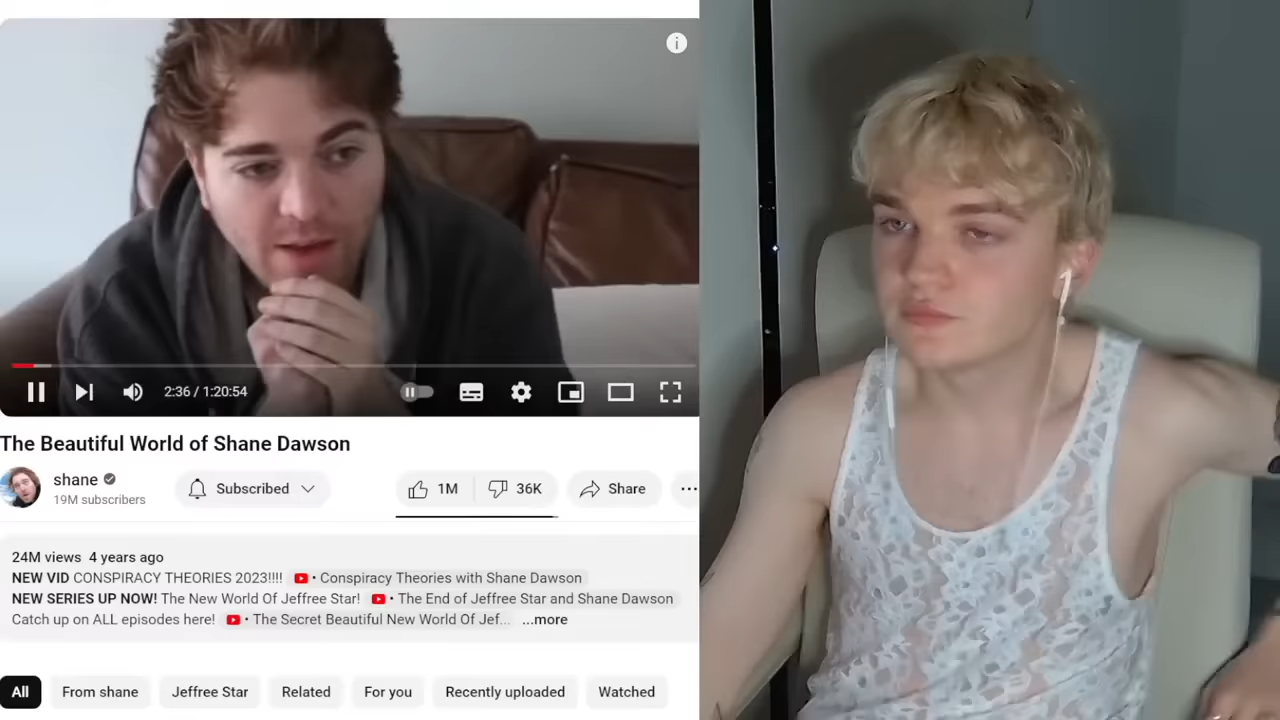 2:36 / 1:20:54
The Beautiful World of Shane Dawson
shane
19M subscribers
Subscribed
1M
36K
Share
24M views 4 years ago
NEW VID CONSPIRACY THEORIES 2023!!!! • Conspiracy Theories with Shane Dawson
NEW SERIES UP NOW! The New World Of Jeffree Star! • The End of Jeffree Star and Shane Dawson
Catch up on ALL episodes here! • The Secret Beautiful New World Of Jef... ...more
All From shane Jeffree Star Related For you Recently uploaded Watched